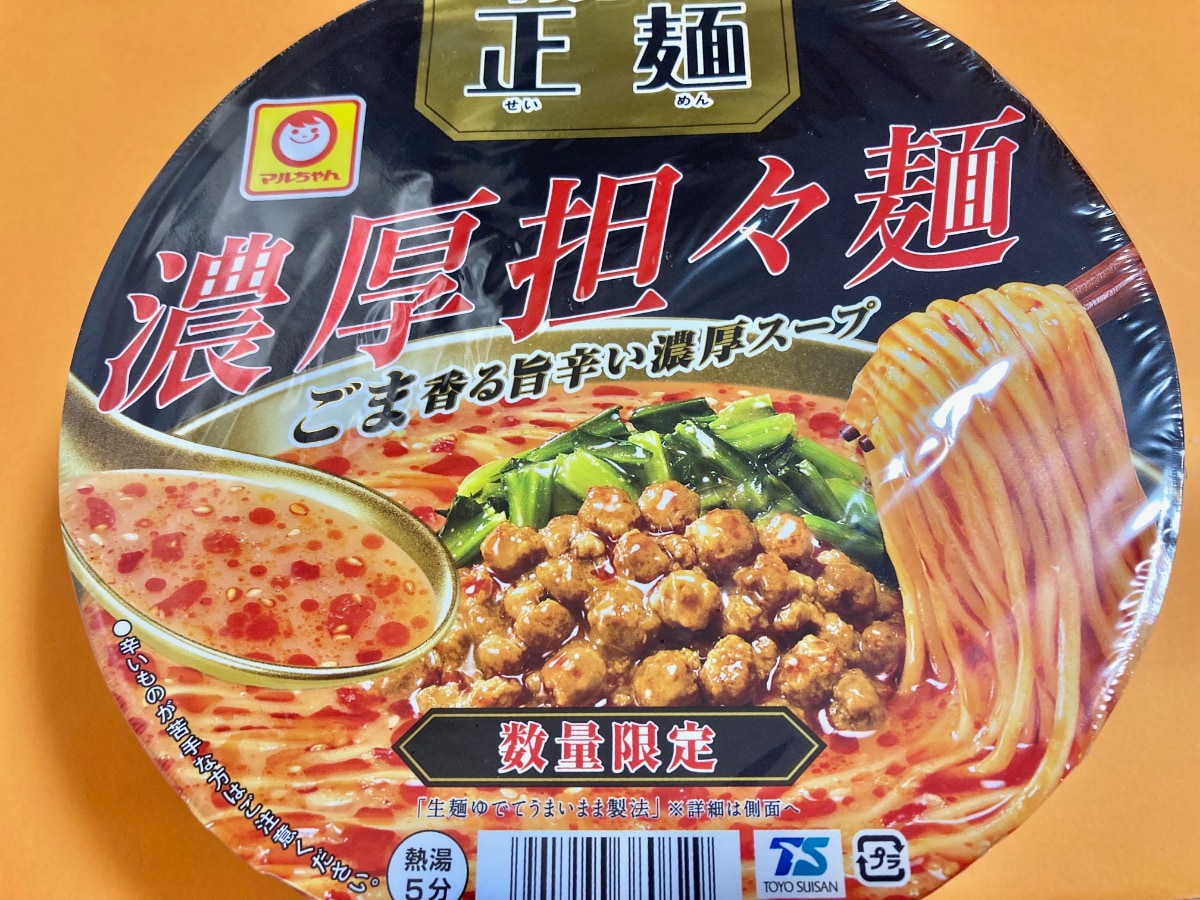 正麺
せい めん
マルちゃん
濃厚担々麺
ごま香る旨辛い濃厚スープ
●辛いものが苦手な方はご注意ください。
数量限定
「生麺ゆでてうまいまま製法」※詳細は側面へ
熱湯
5分
TS
TOYO SUISAN
プラ